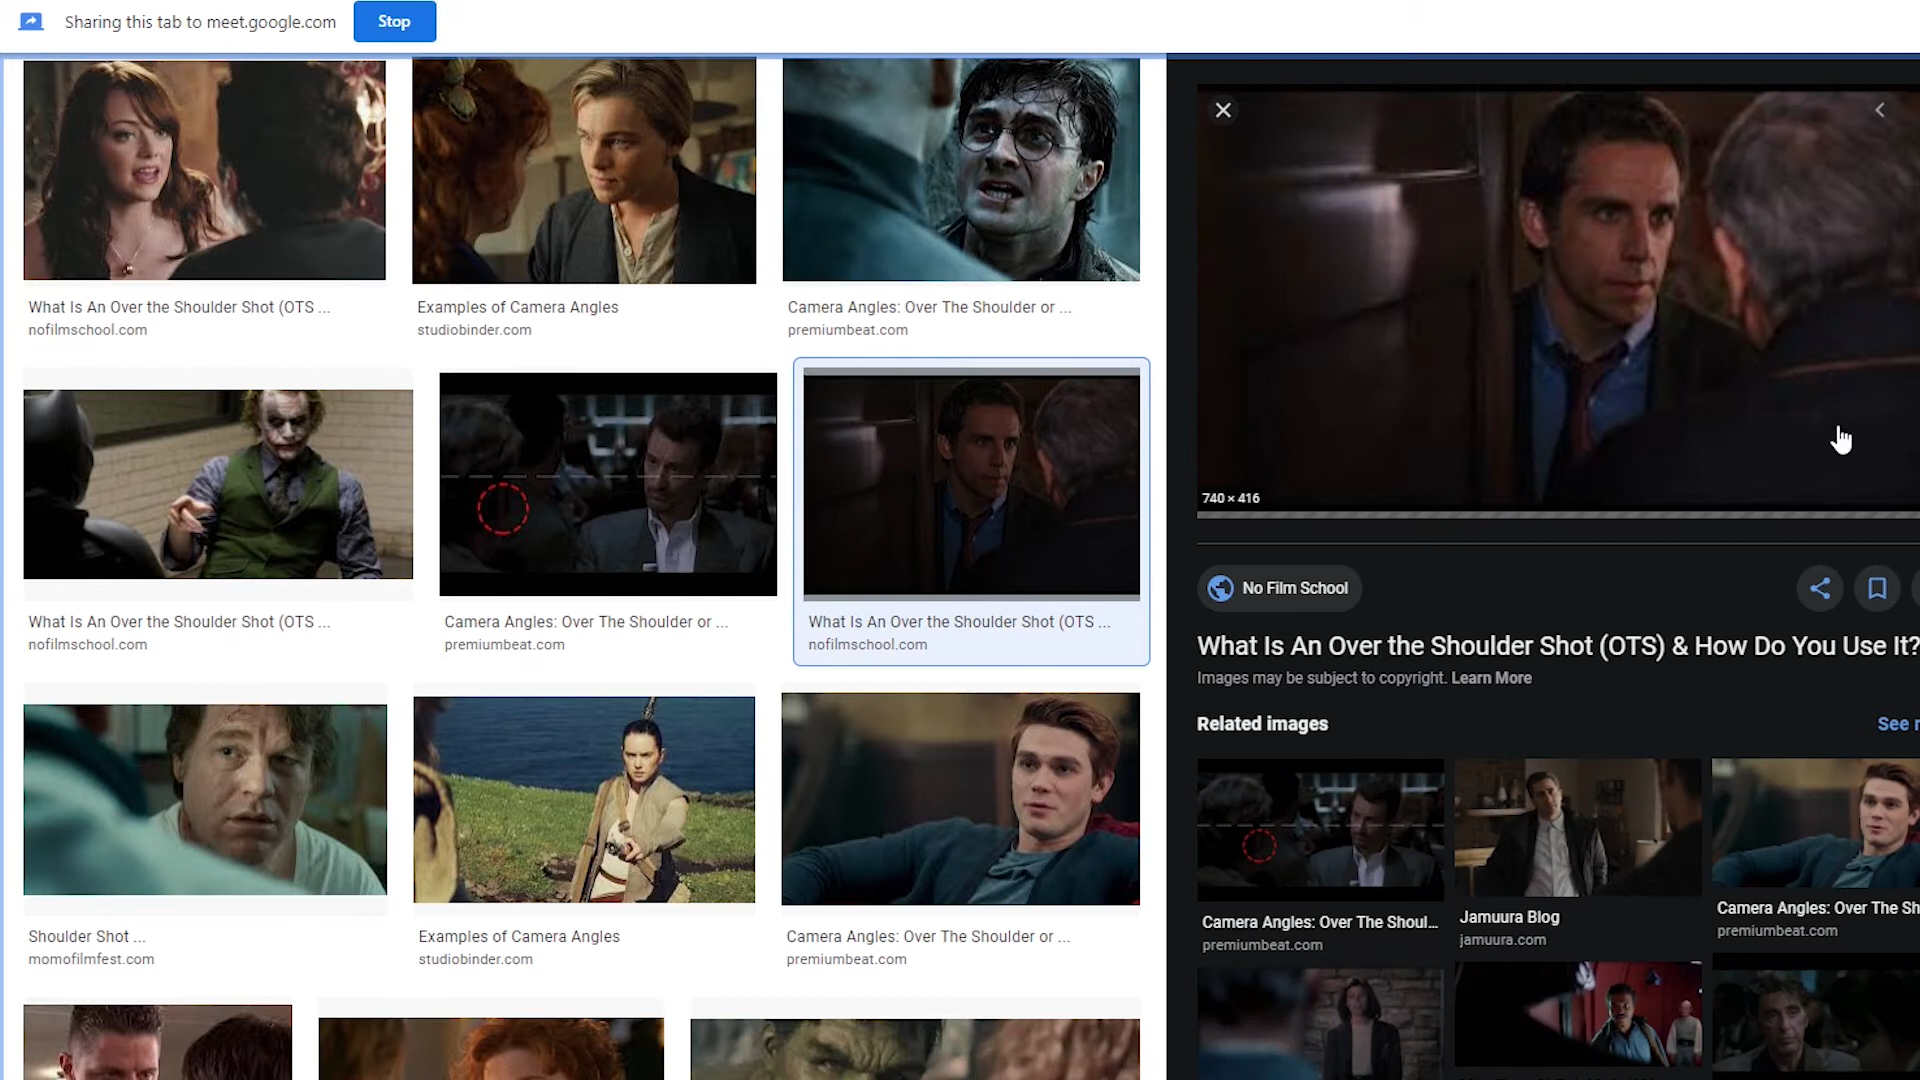 Sharing this tab to meet.google.com
Stop
What Is An Over the Shoulder Shot (OTS ...
nofilmschool.com
Examples of Camera Angles
studiobinder.com
Camera Angles: Over The Shoulder or ...
premiumbeat.com
What Is An Over the Shoulder Shot (OTS ...
nofilmschool.com
Camera Angles: Over The Shoulder or ...
premiumbeat.com
What Is An Over the Shoulder Shot (OTS ...
nofilmschool.com
Shoulder Shot ...
momofilmfest.com
Examples of Camera Angles
studiobinder.com
Camera Angles: Over The Shoulder or ...
premiumbeat.com
740 × 416
No Film School
What Is An Over the Shoulder Shot (OTS) & How Do You Use It?
Images may be subject to copyright. Learn More
Related images
See
Camera Angles: Over The Shoul...
premiumbeat.com
Jamuura Blog
jamuura.com
Camera Angles: Over The Sh
premiumbeat.com